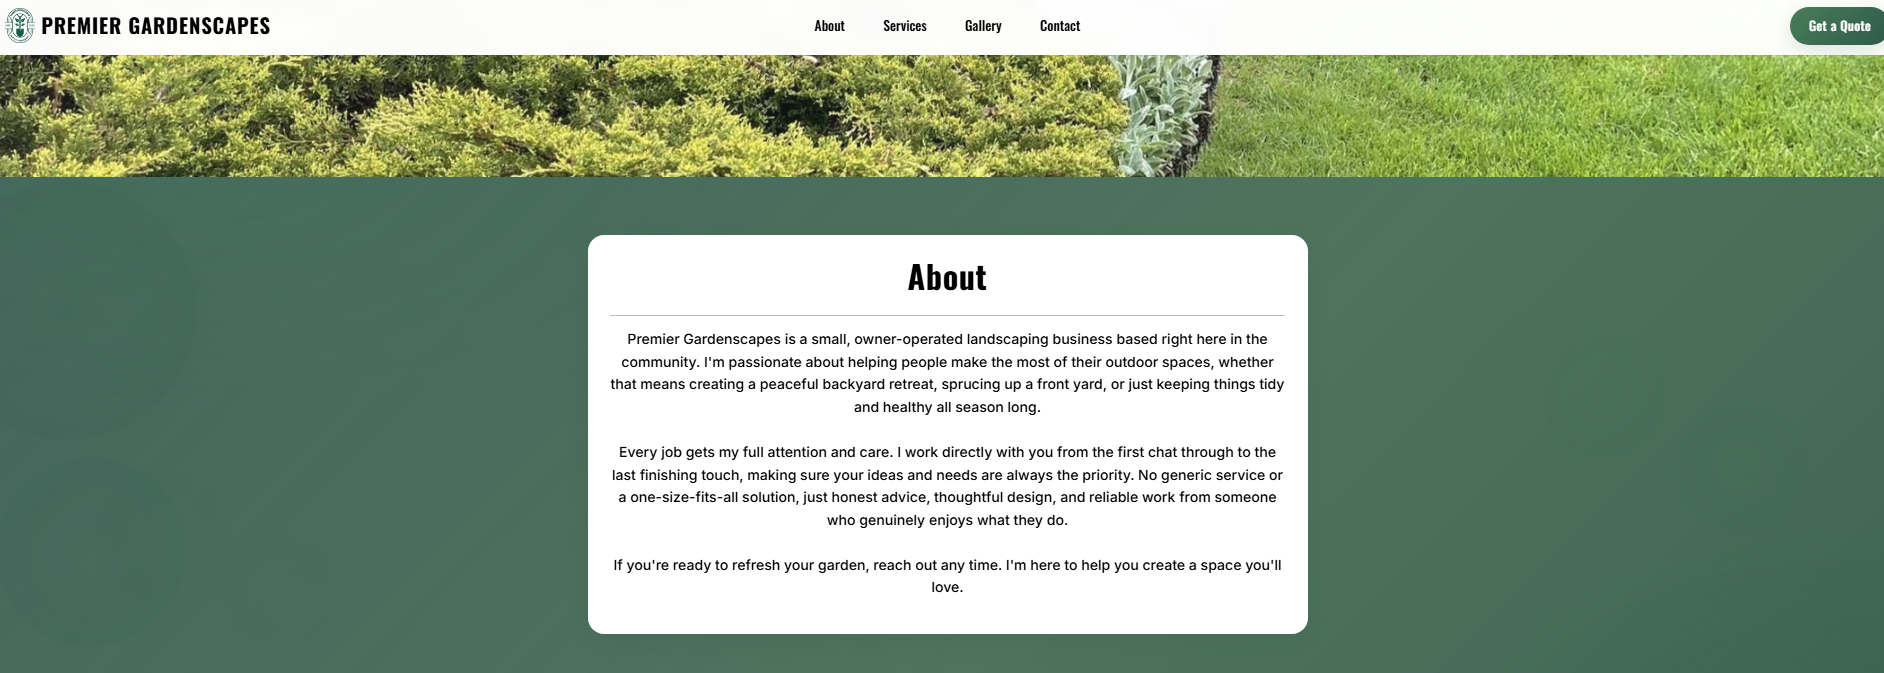 PREMIER GARDENSCAPES
About
Services
Gallery
Contact
Get a Quote
About
Premier Gardenscapes is a small, owner-operated landscaping business based right here in the
community. I'm passionate about helping people make the most of their outdoor spaces, whether
that means creating a peaceful backyard retreat, sprucing up a front yard, or just keeping things tidy
and healthy all season long.
Every job gets my full attention and care. I work directly with you from the first chat through to the
last finishing touch, making sure your ideas and needs are always the priority. No generic service or
a one-size-fits-all solution, just honest advice, thoughtful design, and reliable work from someone
who genuinely enjoys what they do.
If you're ready to refresh your garden, reach out any time. I'm here to help you create a space you'll
love.